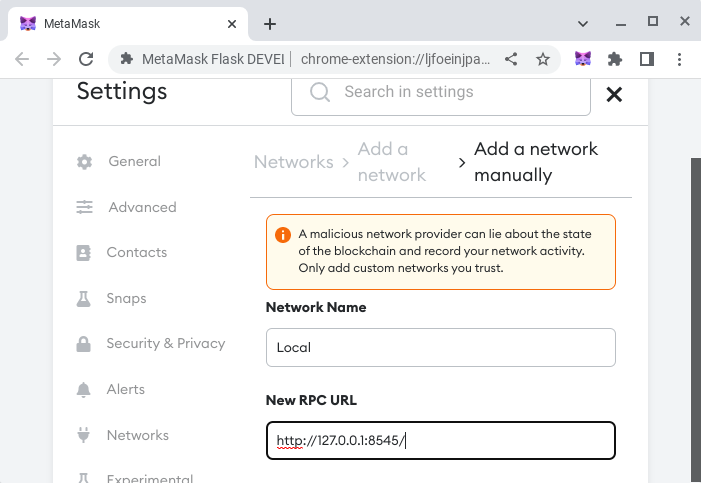 MetaMask
MetaMask Flask DEVEL
chrome-extension://ljfoeinjpa...
Settings
Search in settings
General
Advanced
Contacts
Snaps
Security & Privacy
Alerts
Networks
Experimental
Networks > Add a network > Add a network manually
A malicious network provider can lie about the state
of the blockchain and record your network activity.
Only add custom networks you trust.
Network Name
Local
New RPC URL
http://127.0.0.1:8545/